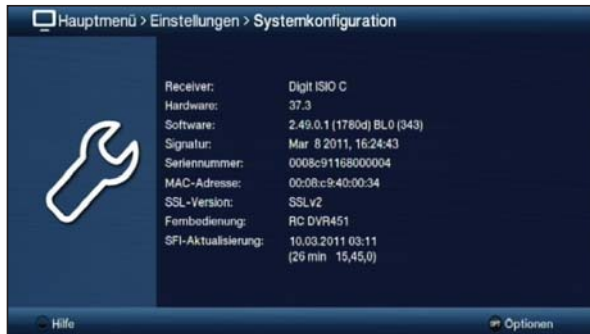 Hauptmenü > Einstellungen > Systemkonfiguration
Receiver: Digit ISIO C
Hardware: 37.3
Software: 2.49.0.1 (1780d) BL0 (343)
Signatur: Mar 8 2011, 16:24:43
Seriennummer: 0008c91168000004
MAC-Adresse: 00:08:c9:40:00:34
SSL-Version: SSLv2
Fernbedienung: RC DVR451
SFI-Aktualisierung: 10.03.2011 03:11
(26 min 15,45,0)
Hilfe
Optionen